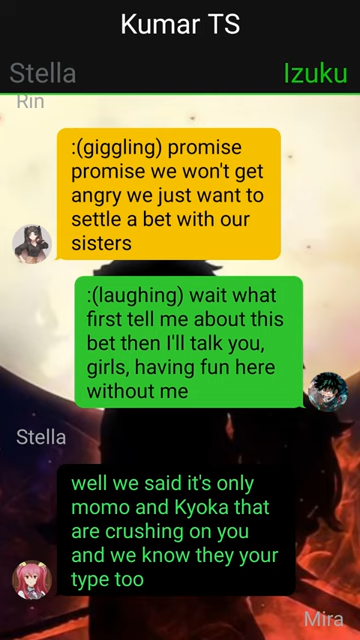 Kumar TS
Stella
Izuku
Rin
:(giggling) promise
promise we won't get
angry we just want to
settle a bet with our
sisters
:(laughing) wait what
first tell me about this
bet then I'll talk you,
girls, having fun here
without me
Stella
well we said it's only
momo and Kyoka that
are crushing on you
and we know they your
type too
Mira